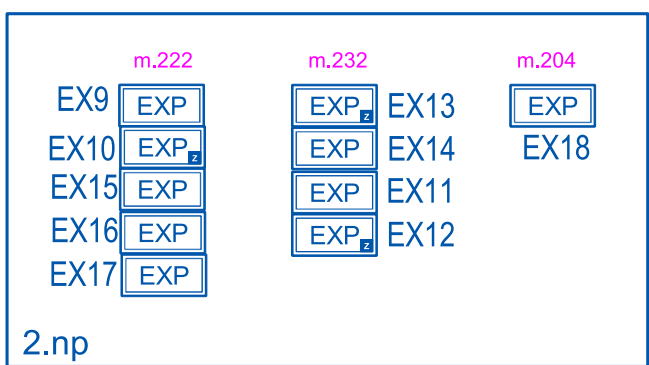 m.222 m.232 m.204
EX9 EXP EXP z EX13 EXP
EX10 EXP z EXP EX14 EX18
EX15 EXP EXP EX11
EX16 EXP EXP z EX12
EX17 EXP
2.np